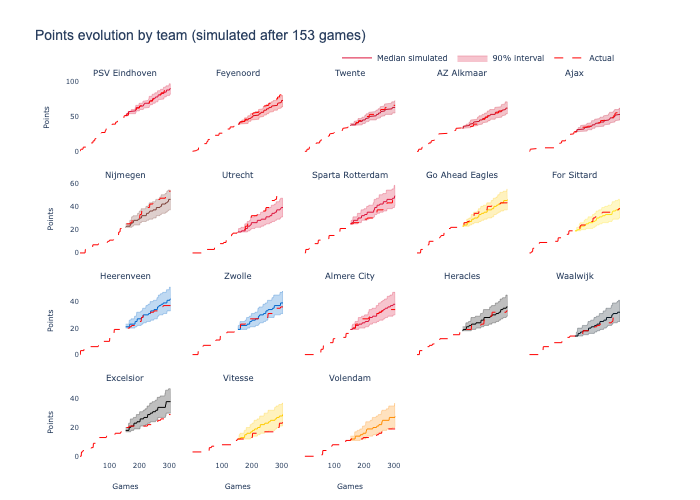 Points evolution by team (simulated after 153 games)
Median simulated 90% interval Actual
PSV Eindhoven Feyenoord Twente AZ Alkmaar Ajax
100
50
0
Points
Nijmegen Utrecht Sparta Rotterdam Go Ahead Eagles For Sittard
60
40
20
0
Points
Heerenveen Zwolle Almere City Heracles Waalwijk
40
20
0
Points
Excelsior Vitesse Volendam
40
20
0
Points
100 200 300 100 200 300 100 200 300
Games Games Games